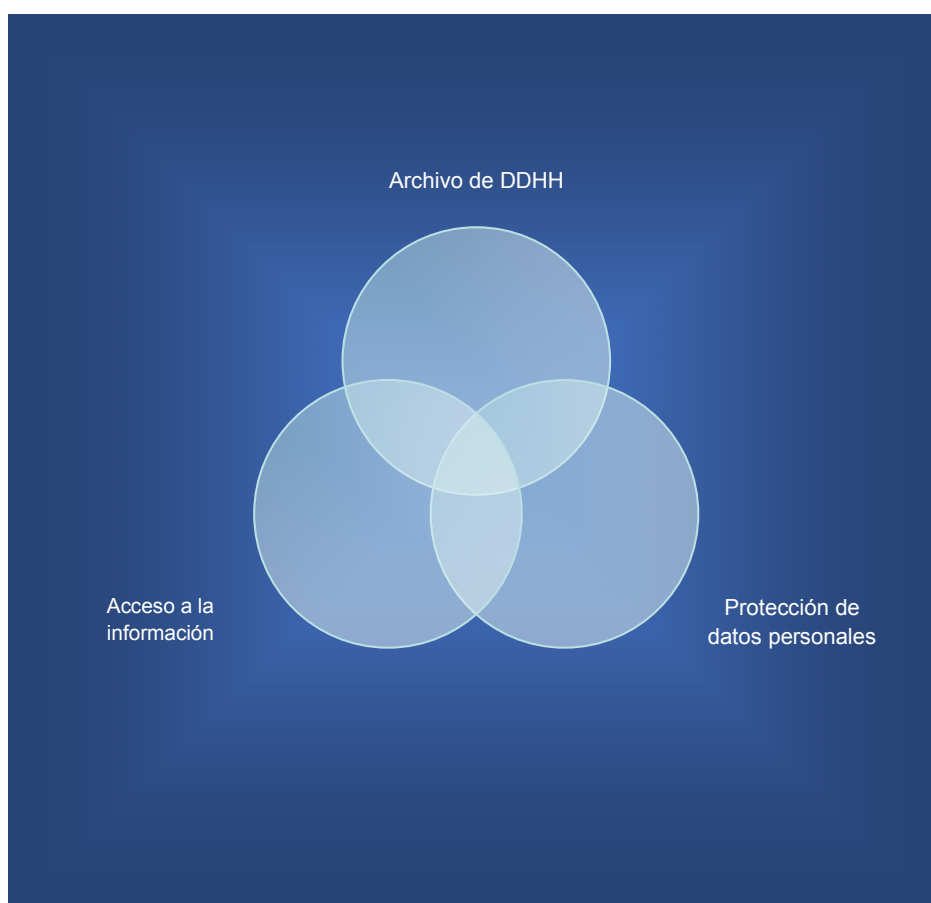 Archivo de DDHH
Acceso a la
información
Protección de
datos personales